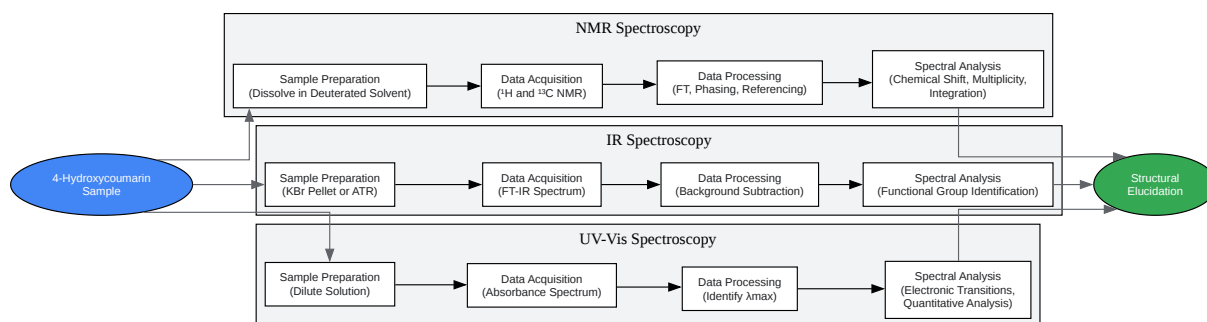 NMR Spectroscopy
Sample Preparation
(Dissolve in Deuterated Solvent)
Data Acquisition
(¹H and ¹³C NMR)
Data Processing
(FT, Phasing, Referencing)
Spectral Analysis
(Chemical Shift, Multiplicity,
Integration)
4-Hydroxycoumarin
Sample
IR Spectroscopy
Sample Preparation
(KBr Pellet or ATR)
Data Acquisition
(FT-IR Spectrum)
Data Processing
(Background Subtraction)
Spectral Analysis
(Functional Group Identification)
Structural
Elucidation
UV-Vis Spectroscopy
Sample Preparation
(Dilute Solution)
Data Acquisition
(Absorbance Spectrum)
Data Processing
(Identify λmax)
Spectral Analysis
(Electronic Transitions,
Quantitative Analysis)